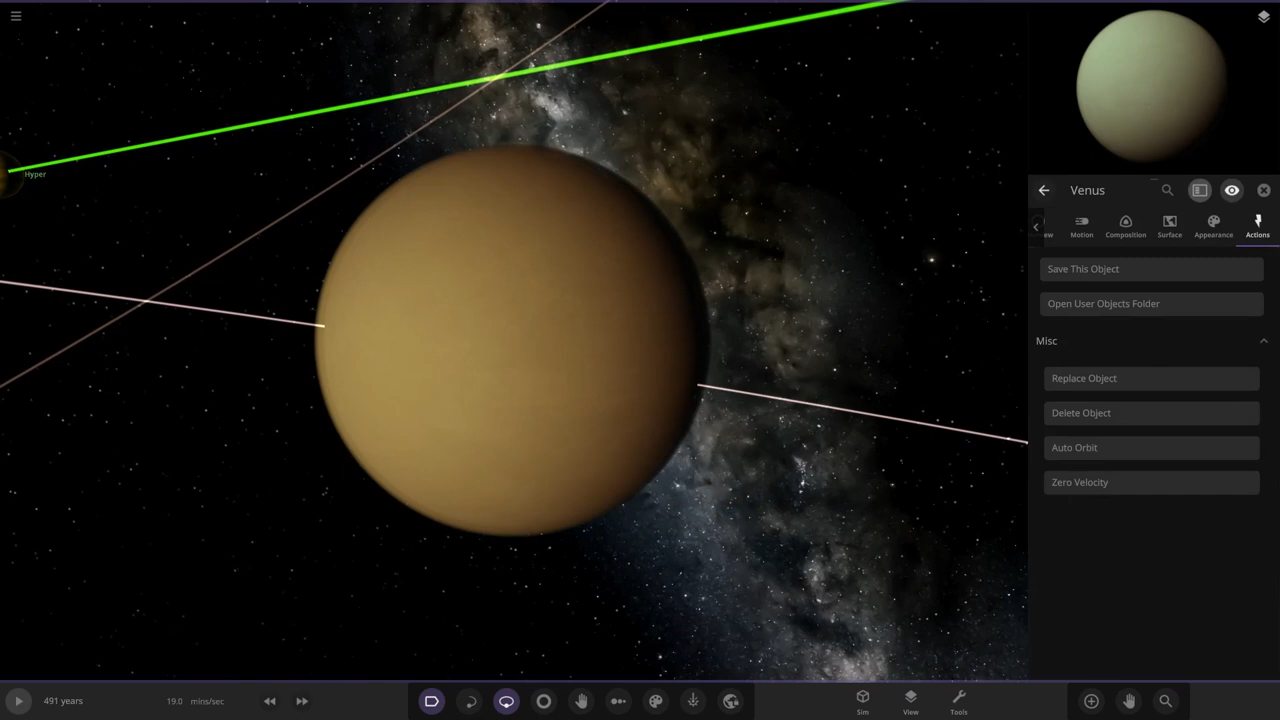 Hyper
Venus
ew
Motion
Composition
Surface
Appearance
Actions
Save This Object
Open User Objects Folder
Misc
Replace Object
Delete Object
Auto Orbit
Zero Velocity
491 years
19.0 mins/sec
Sim
View
Tools